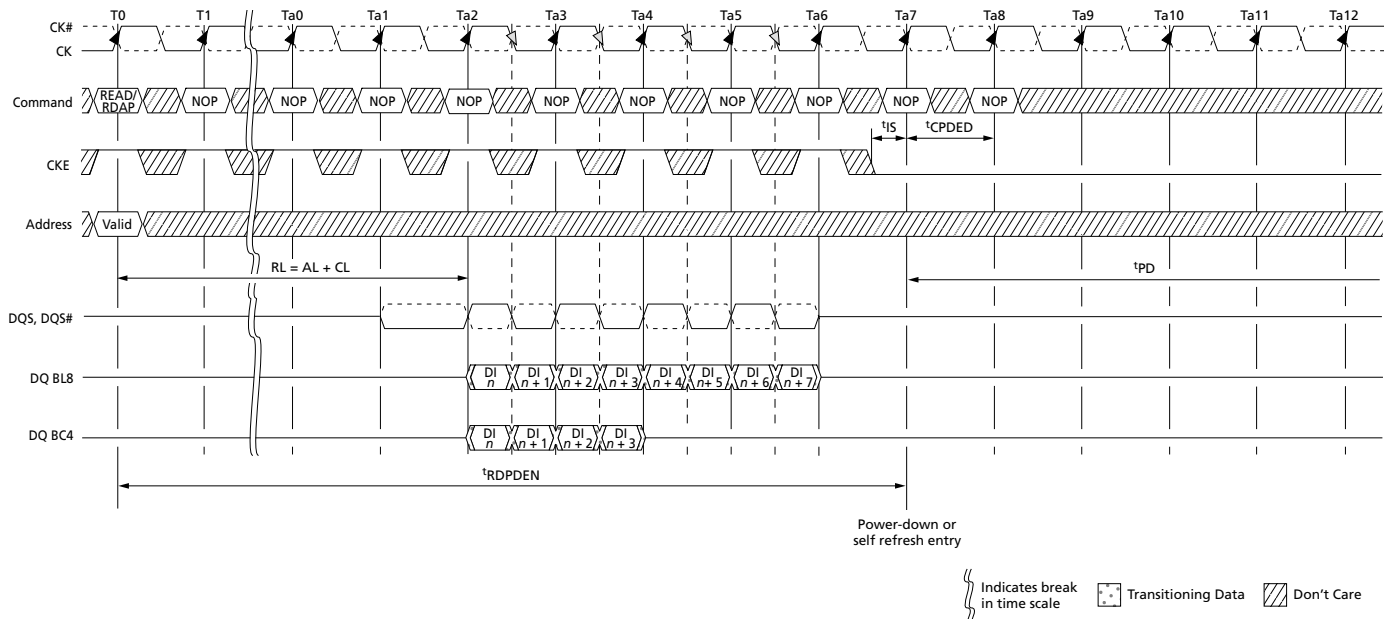 T0 T1 Ta0 Ta1 Ta2 Ta3 Ta4 Ta5 Ta6 Ta7 Ta8 Ta9 Ta10 Ta11 Ta12
CK#
CK
Command READ/ RDAP NOP NOP NOP NOP NOP NOP NOP NOP NOP NOP
tIS tCPDED
CKE
Address Valid
RL = AL + CL tPD
DQS, DQS#
DQ BL8 DI n DI n + 1 DI n + 2 DI n + 3 DI n + 4 DI n + 5 DI n + 6 DI n + 7
DQ BC4 DI n DI n + 1 DI n + 2 DI n + 3
tRDPDEN
Power-down or
self refresh entry
Indicates break
in time scale
Transitioning Data
Don't Care